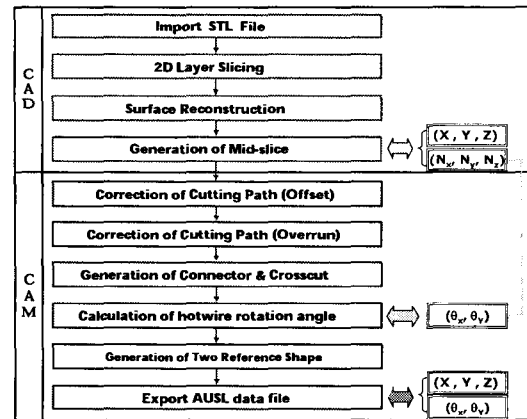 CAD
Import STL File
2D Layer Slicing
Surface Reconstruction
Generation of Mid-slice
(X, Y, Z)
(Nx, Ny, Nz)
CAM
Correction of Cutting Path (Offset)
Correction of Cutting Path (Overrun)
Generation of Connector & Crosscut
Calculation of hotwire rotation angle
(θx, θy)
Generation of Two Reference Shape
Export AUSL data file
(X, Y, Z)
(θx, θy)